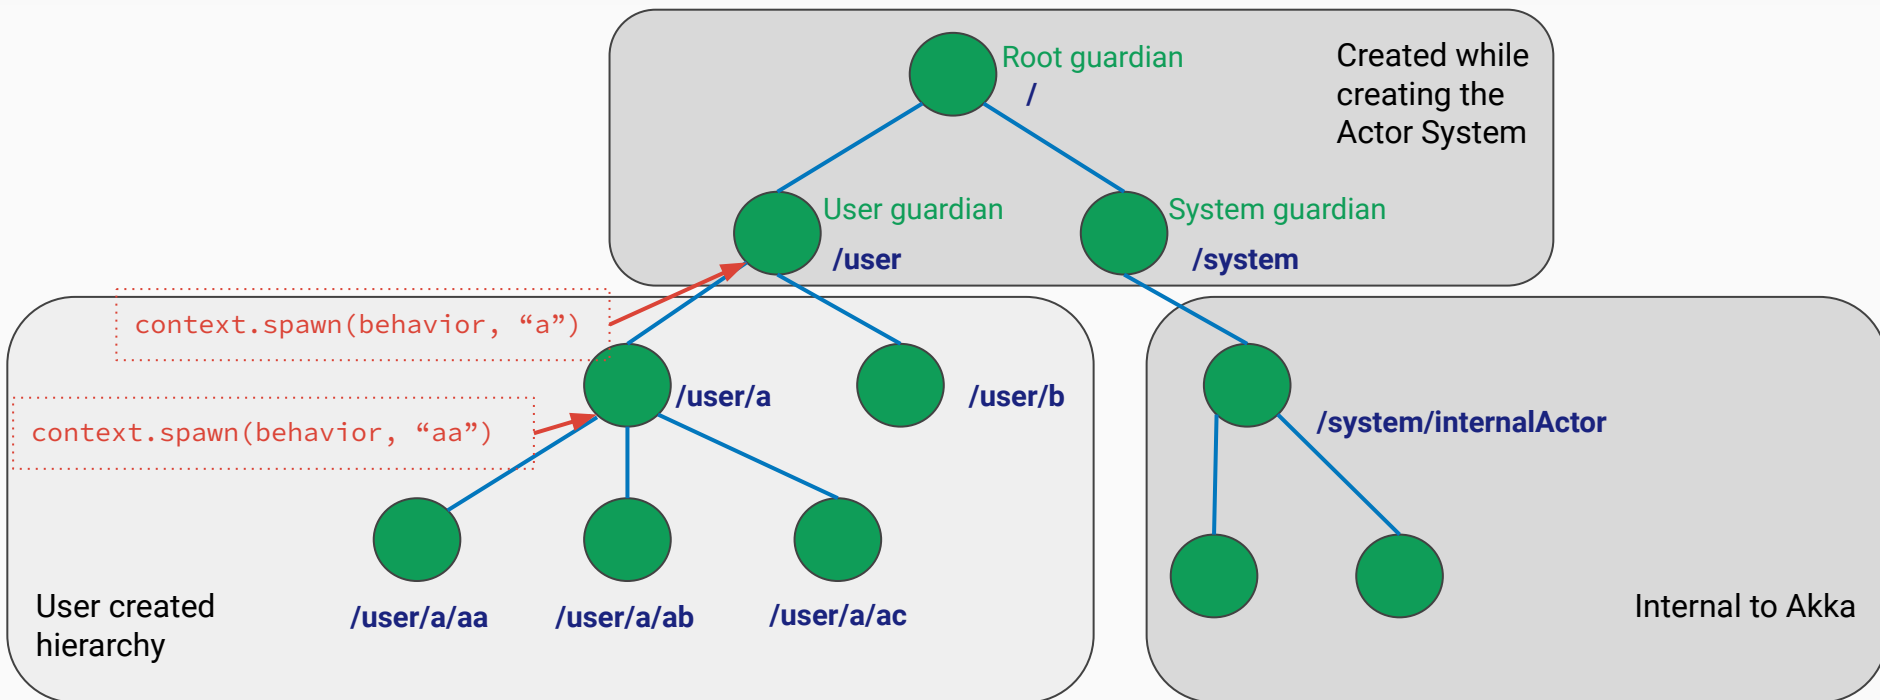 Root guardian
/
Created while
creating the
Actor System
User guardian
/user
System guardian
/system
context.spawn(behavior, “a”)
/user/a
/user/b
context.spawn(behavior, “aa”)
/system/internalActor
/user/a/aa
/user/a/ab
/user/a/ac
User created
hierarchy
Internal to Akka